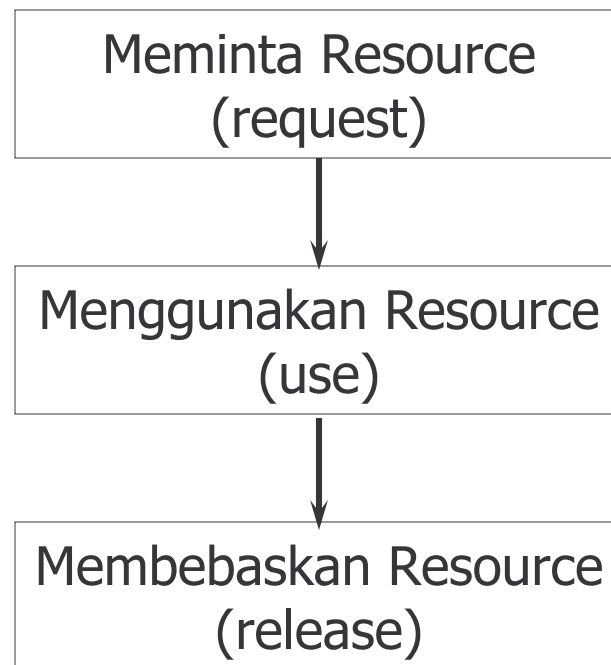 Meminta Resource
(request)
Menggunakan Resource
(use)
Membebaskan Resource
(release)